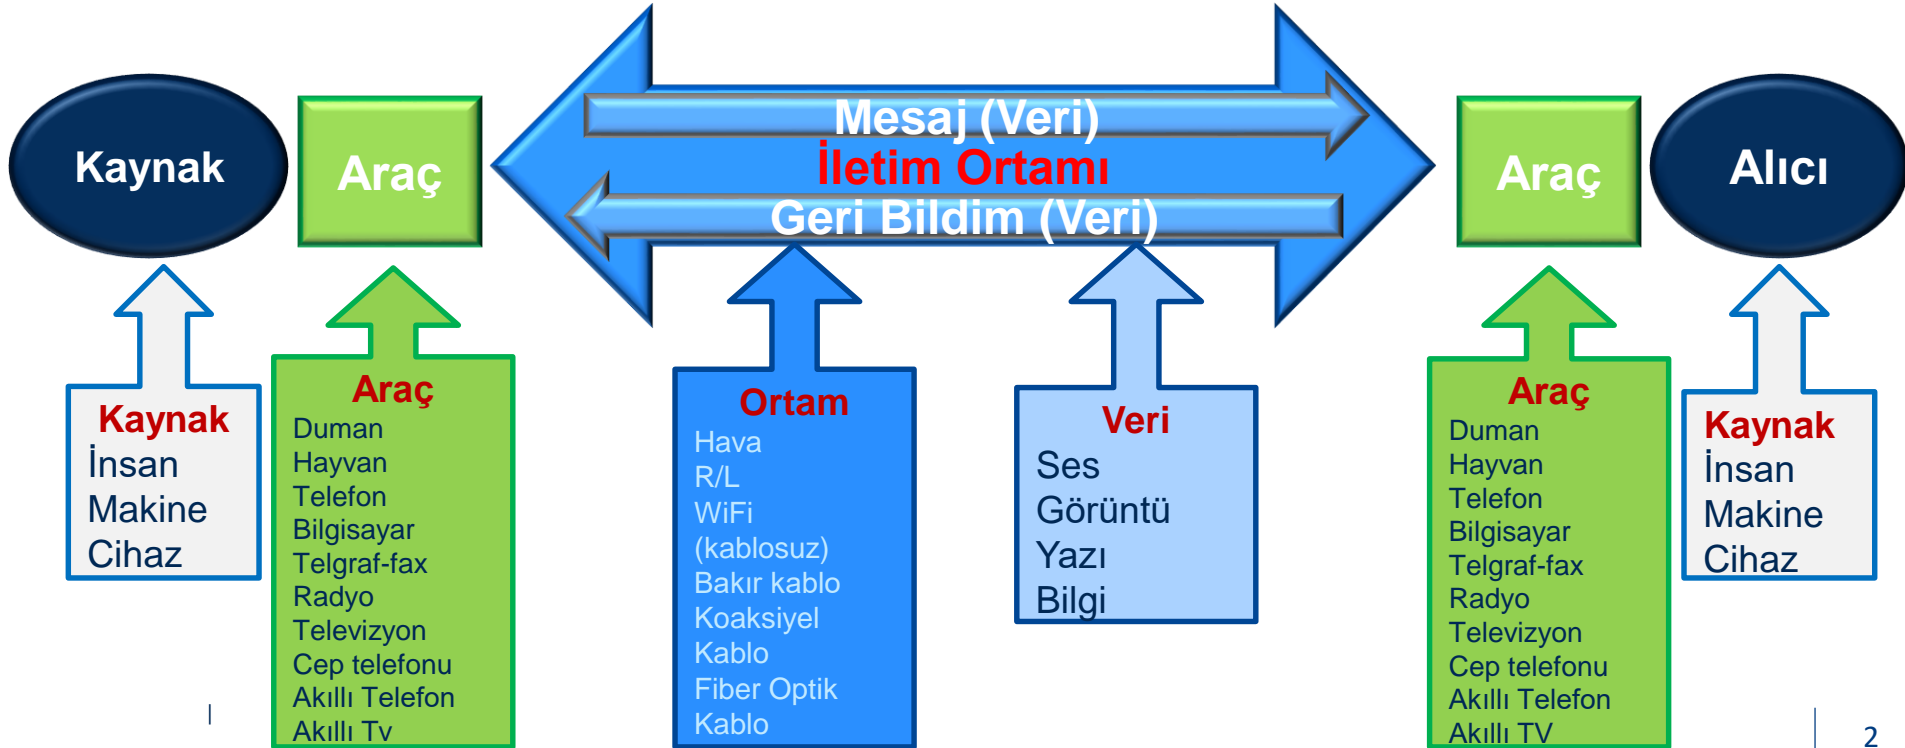 Kaynak
Araç
Mesaj (Veri)
İletim Ortamı
Geri Bildim (Veri)
Araç
Alıcı
Kaynak
İnsan
Makine
Cihaz
Araç
Duman
Hayvan
Telefon
Bilgisayar
Telgraf-fax
Radyo
Televizyon
Cep telefonu
Akıllı Telefon
Akıllı Tv
Ortam
Hava
R/L
WiFi
(kablosuz)
Bakır kablo
Koaksiyel
Kablo
Fiber Optik
Kablo
Veri
Ses
Görüntü
Yazı
Bilgi
Araç
Duman
Hayvan
Telefon
Bilgisayar
Telgraf-fax
Radyo
Televizyon
Cep telefonu
Akıllı Telefon
Akıllı TV
Kaynak
İnsan
Makine
Cihaz
2